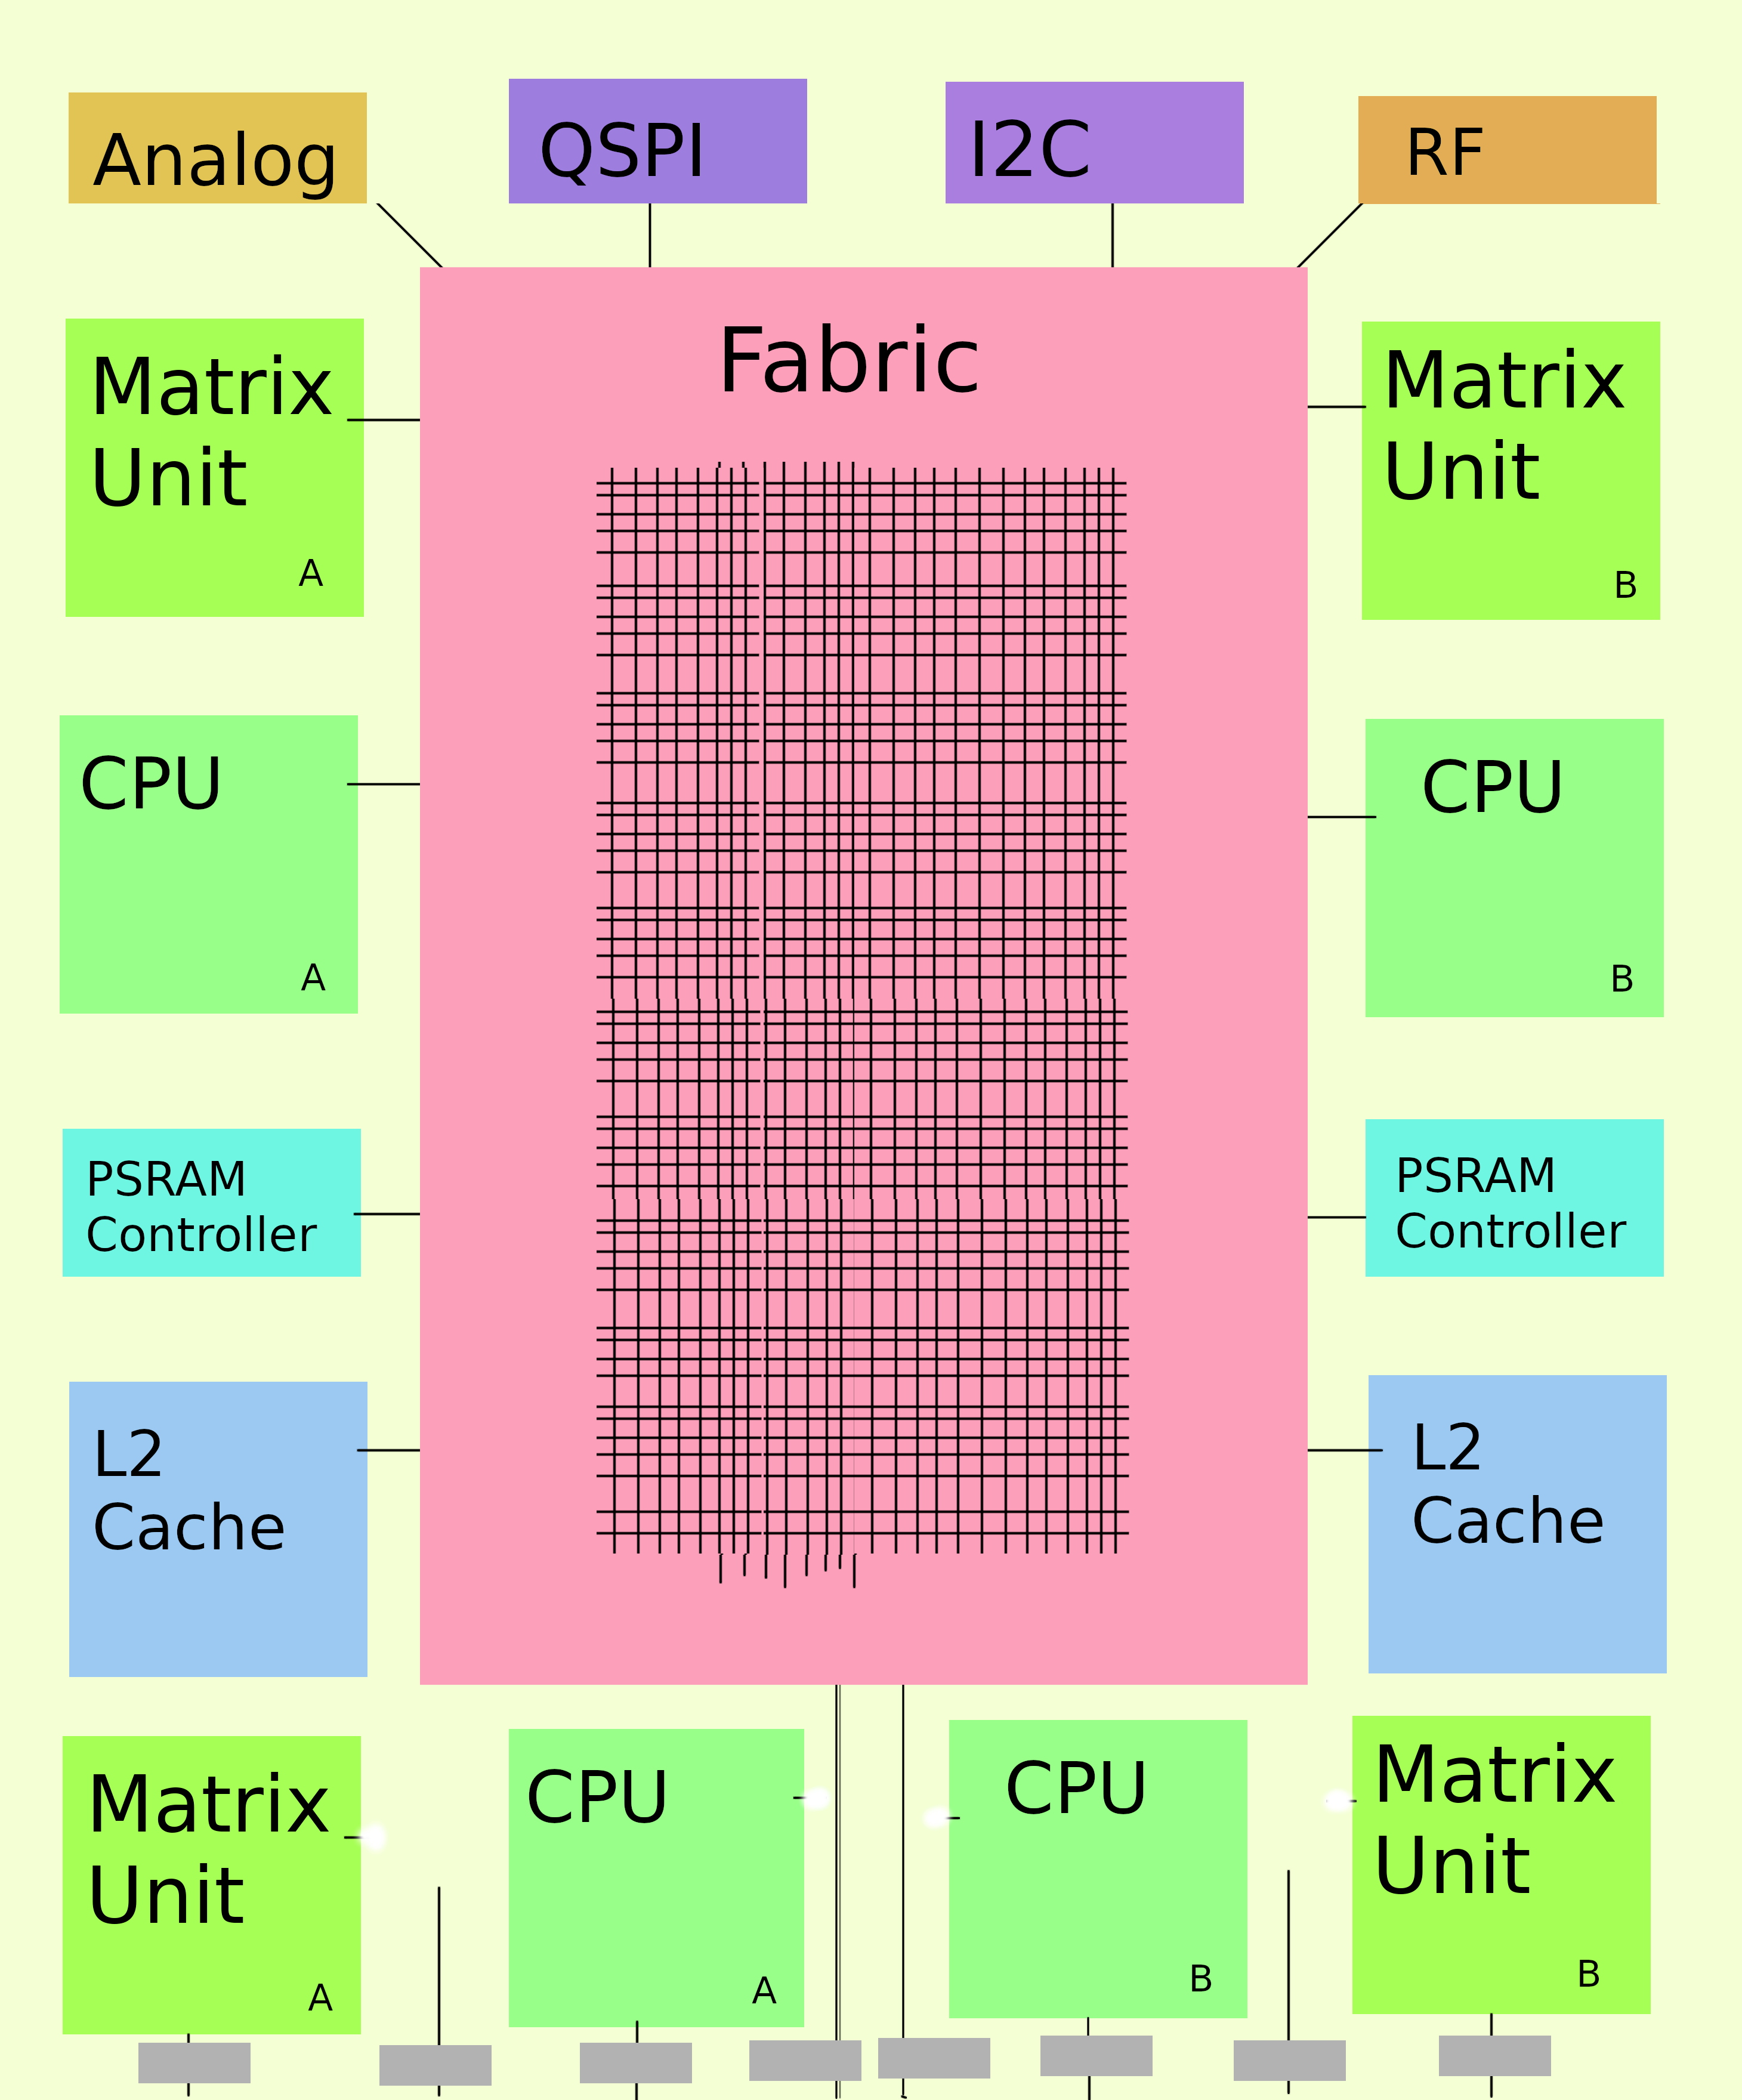 Analog
QSPI
I2C
RF
Fabric
Matrix
Unit
A
Matrix
Unit
B
CPU
A
CPU
B
PSRAM
Controller
PSRAM
Controller
L2
Cache
L2
Cache
Matrix
Unit
A
CPU
A
CPU
B
Matrix
Unit
B